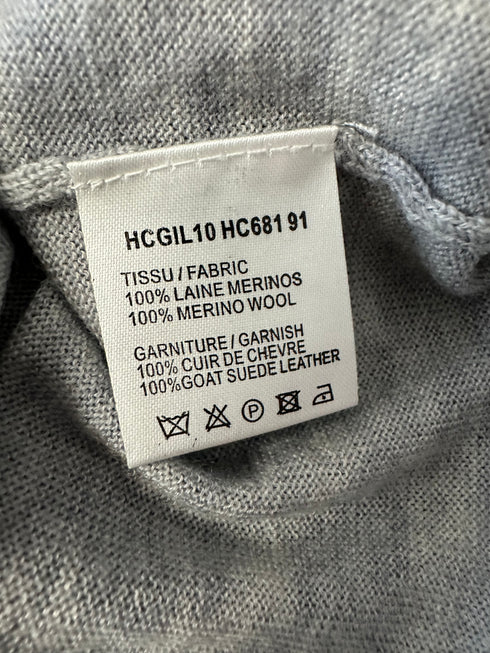 HCGIL10 HC681 91
TISSU / FABRIC
100% LAINE MERINOS
100% MERINO WOOL
GARNITURE / GARNISH
100% CUIR DE CHEVRE
100%GOAT SUEDE LEATHER
P